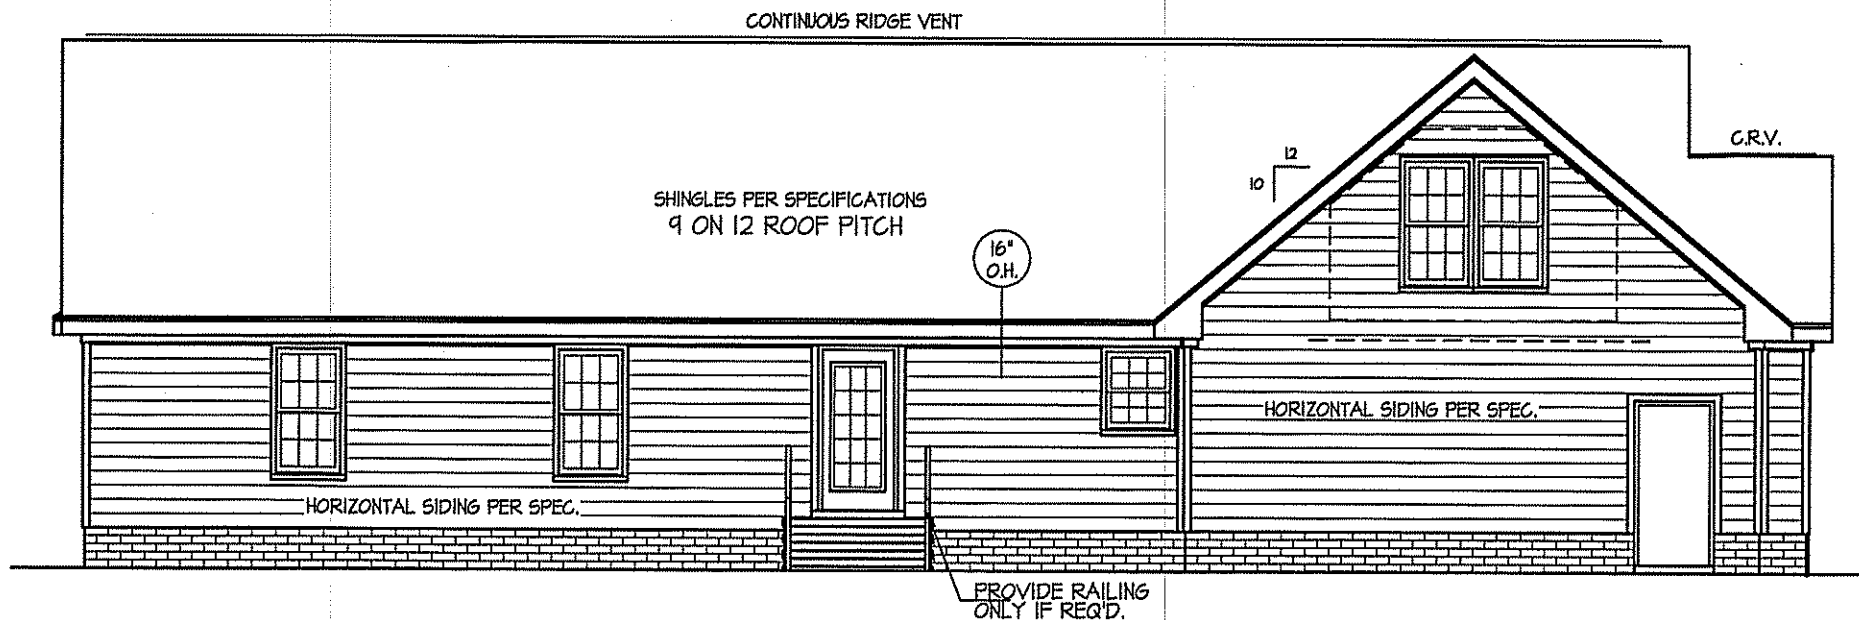 CONTINUOUS RIDGE VENT
C.R.V.
12
10
SHINGLES PER SPECIFICATIONS
9 ON 12 ROOF PITCH
16"
O.H.
HORIZONTAL SIDING PER SPEC.
HORIZONTAL SIDING PER SPEC.
PROVIDE RAILING
ONLY IF REQ'D.